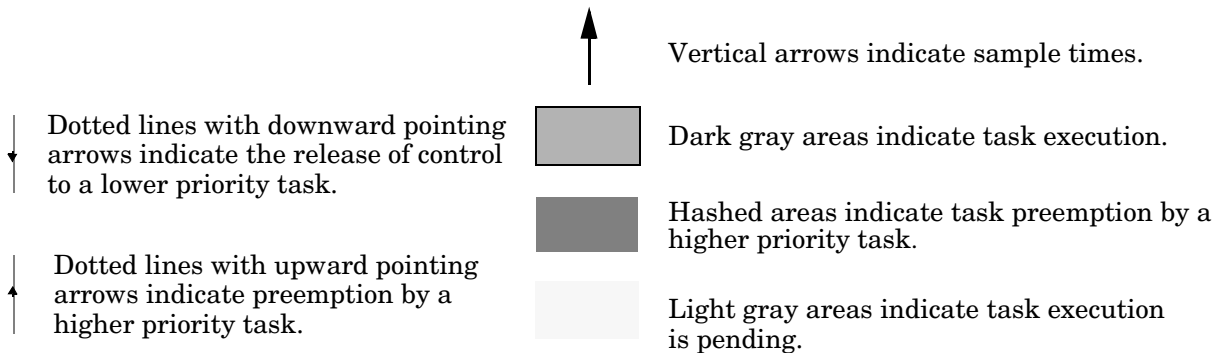 Vertical arrows indicate sample times.
Dotted lines with downward pointing
arrows indicate the release of control
to a lower priority task.
Dark gray areas indicate task execution.
Hashed areas indicate task preemption by a
higher priority task.
Dotted lines with upward pointing
arrows indicate preemption by a
higher priority task.
Light gray areas indicate task execution
is pending.